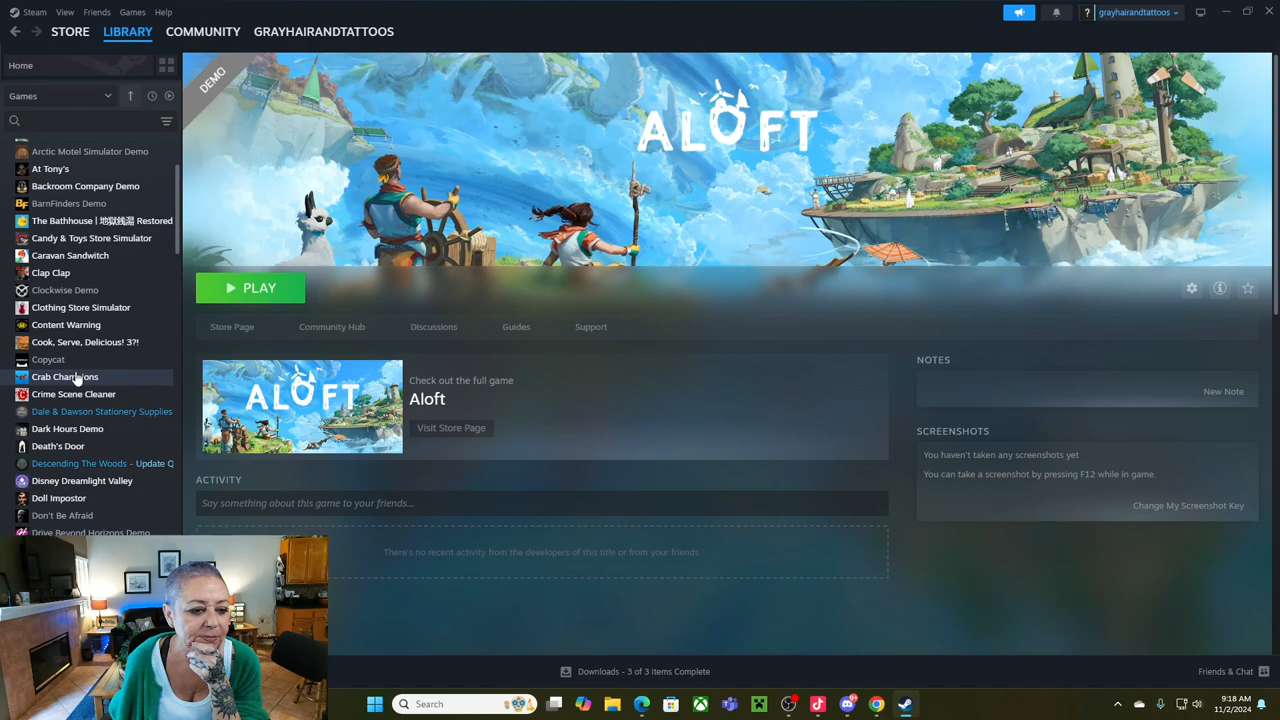 Steam View Friends Games Help
? grayhairandtattoos
STORE LIBRARY COMMUNITY GRAYHAIRANDTATTOOS
Home
Games
DEMO
ALOFT
Arctic Motel Simulator Demo
At Tony's
Backroom Company Demo
BarnFinders Demo
The Bathhouse | 地獄銭湯 Restored
Candy & Toys Store Simulator
Caravan Sandwitch
Clap Clap
Clockwise Demo
Clothing Store Simulator
Content Warning
Cook, Serve, Delicious! 3?!
Copycat
Crab Champions
Crime Scene Cleaner
Dale & Dawson Stationery Supplies
Dark Hours Demo
Death's Door
Descending The Woods - Update Q
Disney Dreamlight Valley
Doll Impostor
Don't Be Afraid
Drive Beyond Horizons Demo
PLAY
Store Page Community Hub Discussions Guides Support
ALOFT
Check out the full game
Aloft
Visit Store Page
ACTIVITY
Say something about this game to your friends...
There's no recent activity from the developers of this title or from your friends.
NOTES
New Note
SCREENSHOTS
You haven't taken any screenshots yet
You can take a screenshot by pressing F12 while in game.
Change My Screenshot Key
Downloads - 3 of 3 Items Complete
Friends & Chat
Search
9:18 AM
11/2/2024